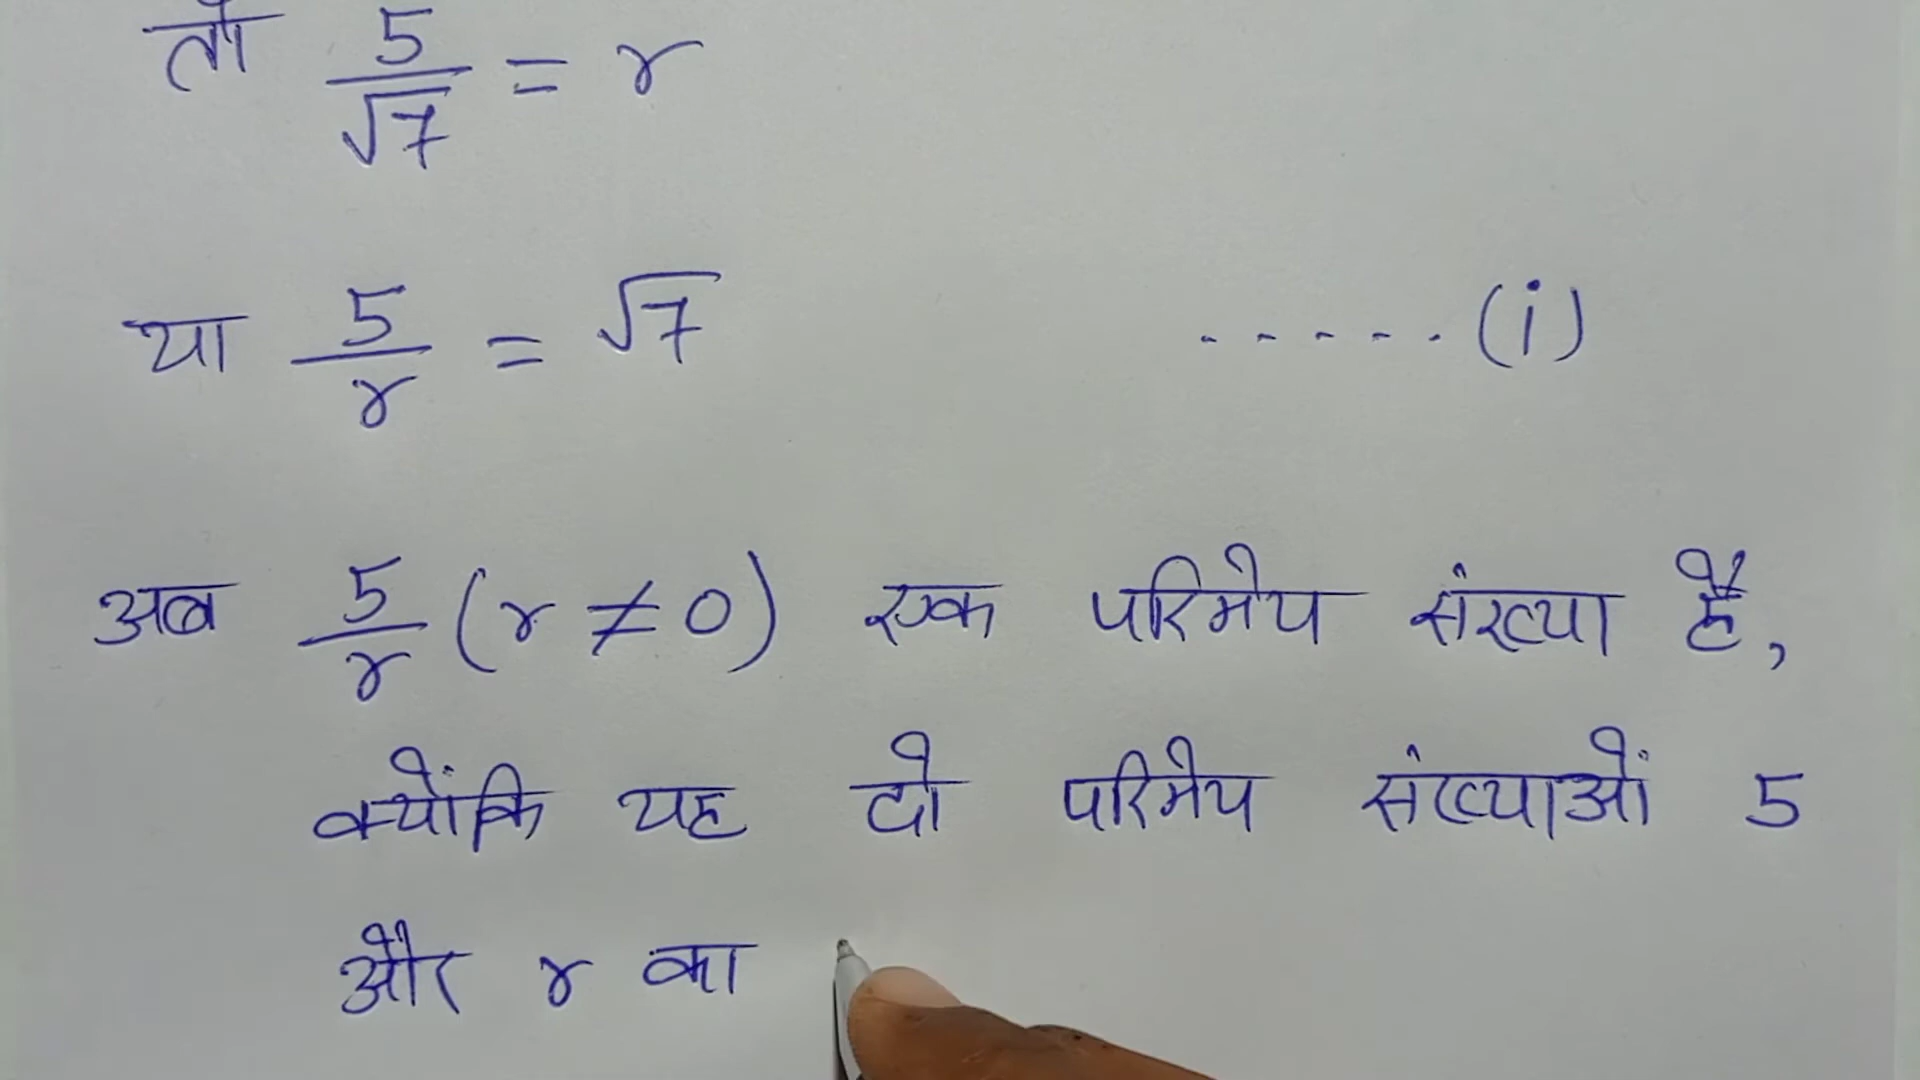 तो 5/√7 = r
या 5/r = √7 ..... (i)
अब 5/r (r ≠ 0) एक परिमेय संख्या है,
क्योंकि यह दो परिमेय संख्याओं 5
और r का